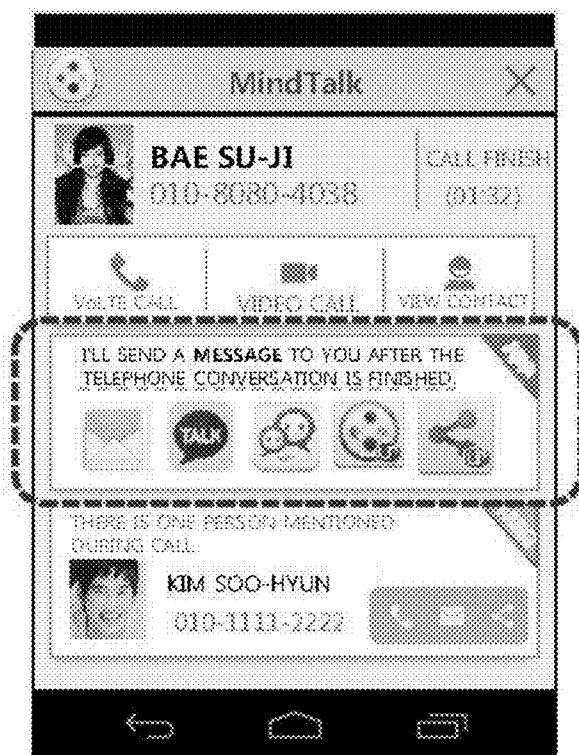 MindTalk
BAE SU-JI
010-8080-4038
CALL FINISH
(01:32)
VoLTE CALL
VIDEO CALL
VIEW CONTACT
I'LL SEND A MESSAGE TO YOU AFTER THE
TELEPHONE CONVERSATION IS FINISHED.
TALK
THERE IS ONE PERSON MENTIONED
DURING CALL.
KIM SOO-HYUN
010-1111-2222